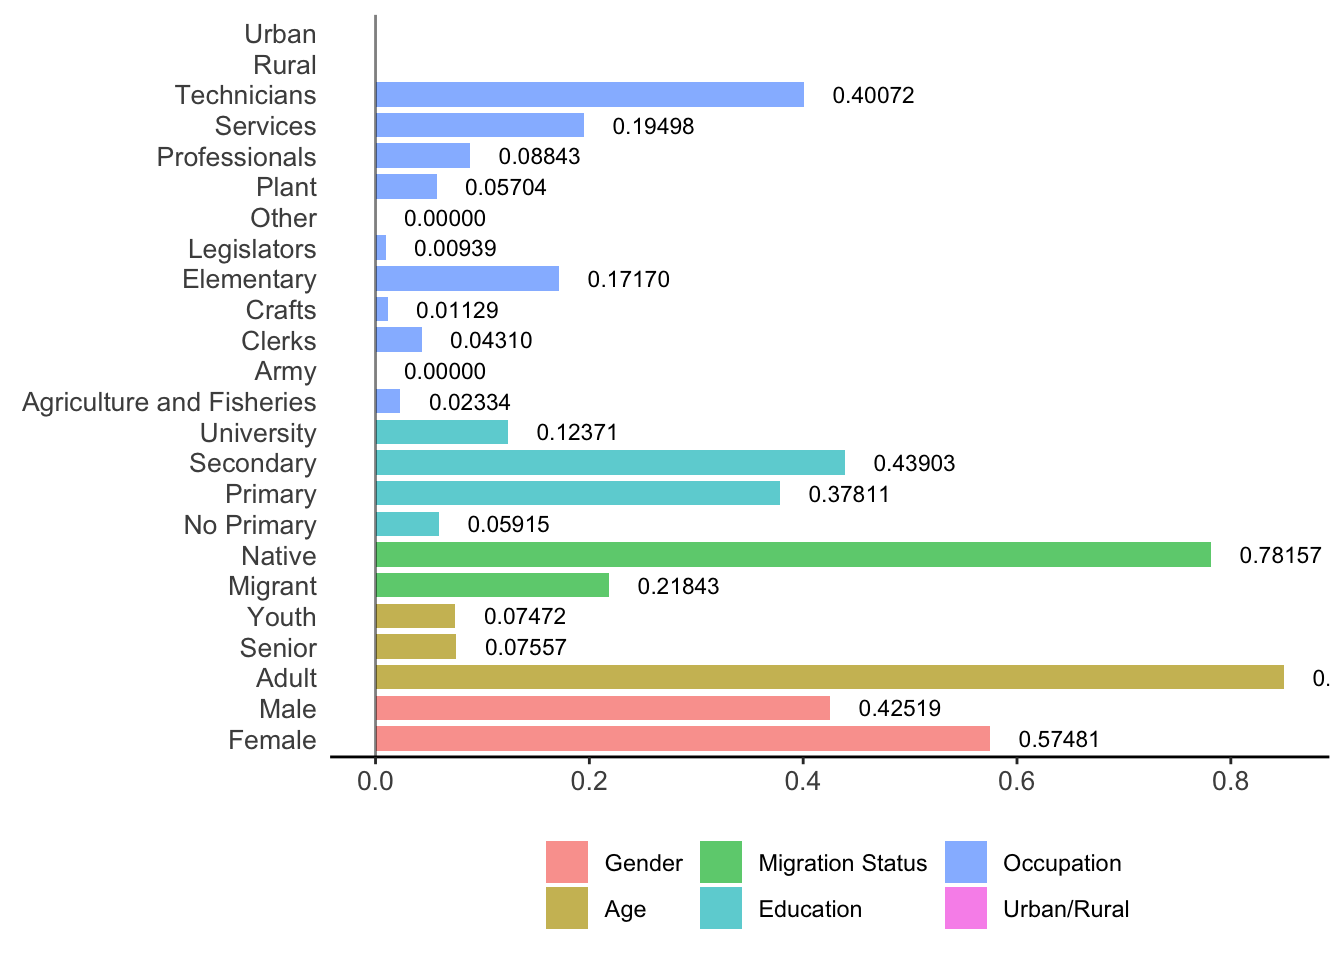 Urban
Rural
Technicians 0.40072
Services 0.19498
Professionals 0.08843
Plant 0.05704
Other 0.00000
Legislators 0.00939
Elementary 0.17170
Crafts 0.01129
Clerks 0.04310
Army 0.00000
Agriculture and Fisheries 0.02334
University 0.12371
Secondary 0.43903
Primary 0.37811
No Primary 0.05915
Native 0.78157
Migrant 0.21843
Youth 0.07472
Senior 0.07557
Adult 0.
Male 0.42519
Female 0.57481
0.0 0.2 0.4 0.6 0.8
Gender Migration Status Occupation
Age Education Urban/Rural